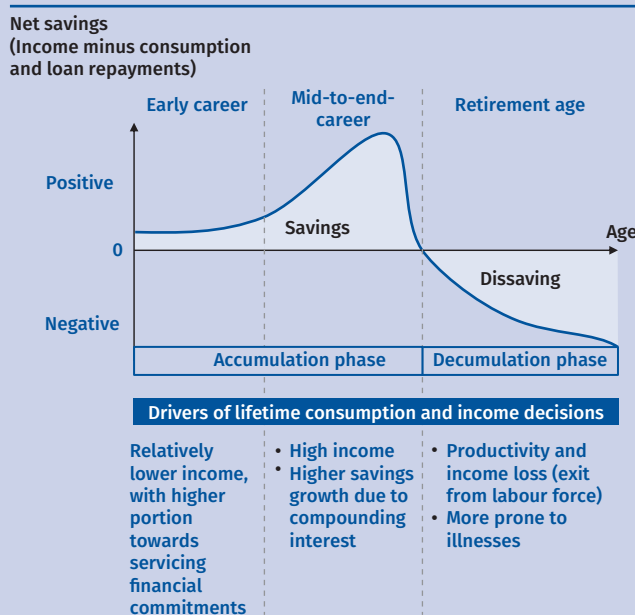 Net savings
(Income minus consumption
and loan repayments)
Early career
Mid-to-end-
career
Retirement age
Positive
Savings
Age
0
Dissaving
Negative
Accumulation phase
Decumulation phase
Drivers of lifetime consumption and income decisions
Relatively
lower income,
with higher
portion
towards
servicing
financial
commitments
• High income
• Higher savings
growth due to
compounding
interest
• Productivity and
income loss (exit
from labour force)
• More prone to
illnesses